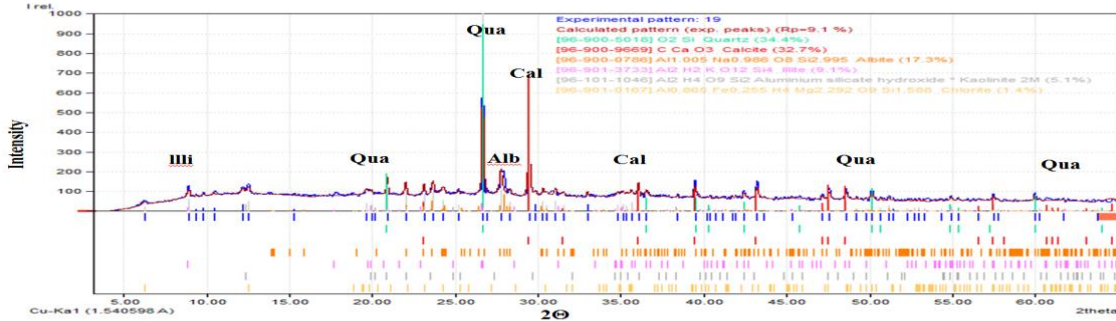 I rel.
1000
900
800
700
600
500
400
300
200
100
Intensity
Experimental pattern: 19
Calculated pattern (exp. peaks) (Rp=9.1 %)
[96-900-5018] O2 Si Quartz (34.4%)
[96-900-9669] C Ca O3 Calcite (32.7%)
[96-900-0786] Al1.005 Na0.986 O8 Si2.995 Albite (17.3%)
[96-901-3733] Al2 H2 K O12 Si4 Illite (9.1%)
[96-101-1046] Al2 H4 O9 Si2 Aluminium silicate hydroxide * Kaolinite 2M (5.1%)
[96-901-0167] Al0.865 Fe0.255 H4 Mg2.292 O9 Si1.588 Chlorite (1.4%)
Qua
Cal
Illi
Qua
Alb
Cal
Qua
Qua
5.00 10.00 15.00 20.00 25.00 30.00 35.00 40.00 45.00 50.00 55.00 60.00
Cu-Ka1 (1.540598 A)
2Θ
2theta